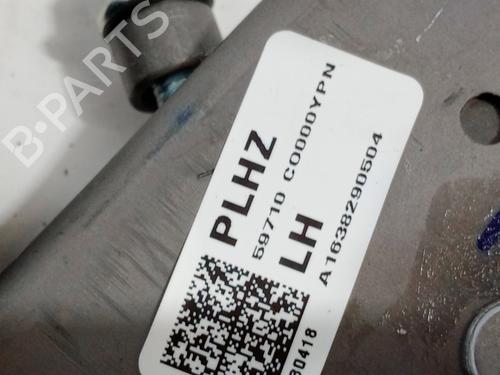 B-PARTS
PLHZ
59710 C0000YPN
LH
A1638290504
30418